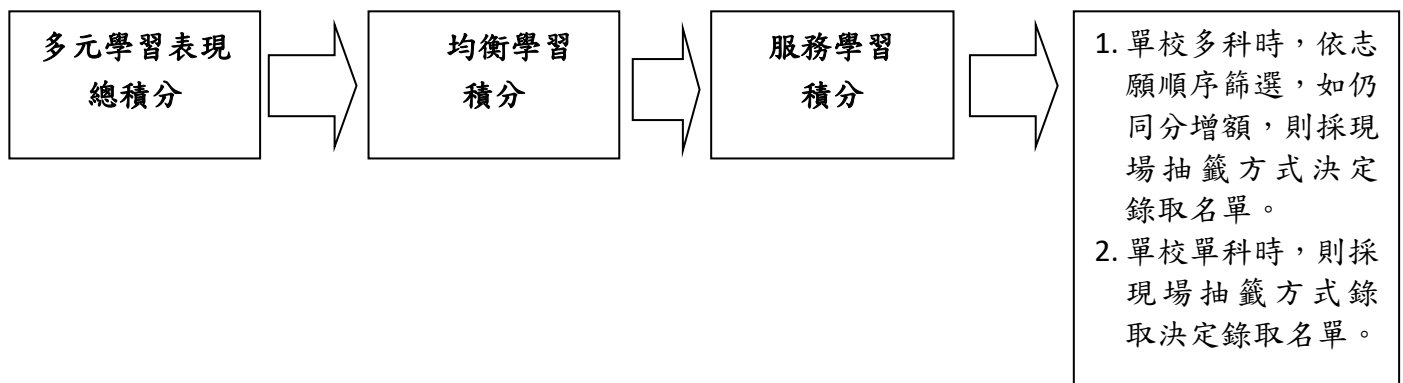 多元學習表現
總積分
均衡學習
積分
服務學習
積分
1. 單校多科時，依志
願順序篩選，如仍
同分增額，則採現
場抽籤方式決定
錄取名單。
2. 單校單科時，則採
現場抽籤方式錄
取決定錄取名單。